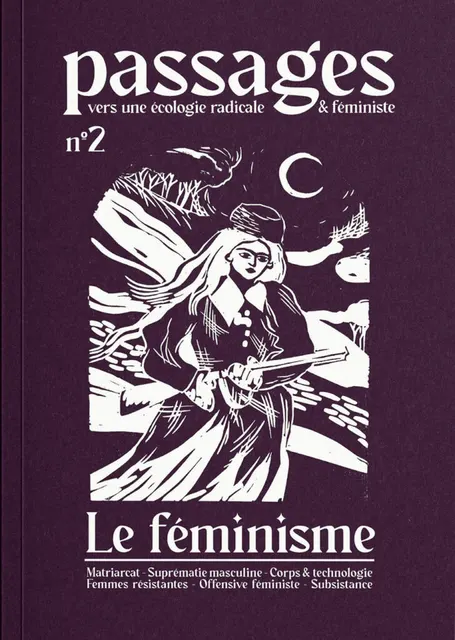 passages
vers une écologie radicale & féministe
n°2
Le féminisme
Matriarcat - Suprématie masculine - Corps & technologie
Femmes résistantes - Offensive féministe - Subsistance